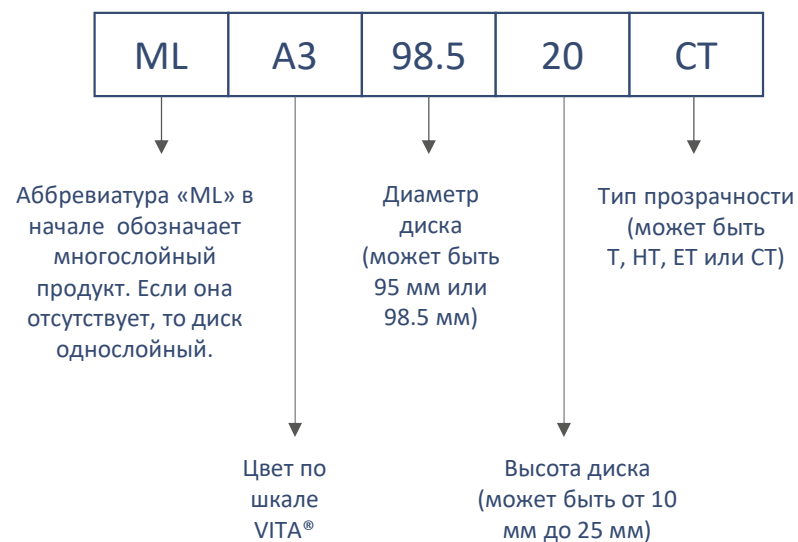 ML A3 98.5 20 CT
Аббревиатура «ML» в
начале обозначает
многослойный
продукт. Если она
отсутствует, то диск
однослойный.
Диаметр
диска
(может быть
95 мм или
98.5 мм)
Тип прозрачности
(может быть
T, HT, ET или CT)
Цвет по
шкале
VITA®
Высота диска
(может быть от 10
мм до 25 мм)